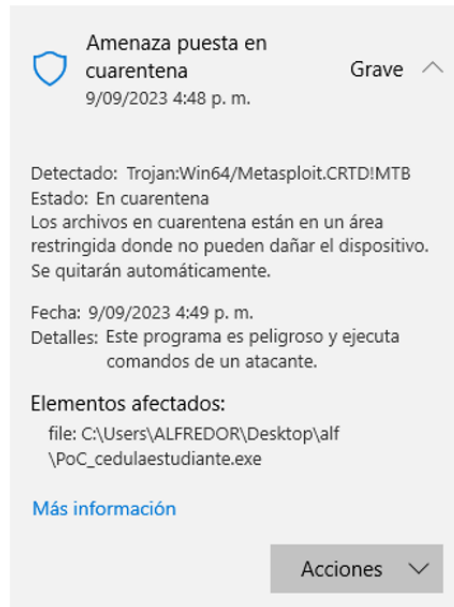 Amenaza puesta en
cuarentena
Grave
9/09/2023 4:48 p. m.
Detectado: Trojan:Win64/Metasploit.CRTD!MTB
Estado: En cuarentena
Los archivos en cuarentena están en un área
restringida donde no pueden dañar el dispositivo.
Se quitarán automáticamente.
Fecha: 9/09/2023 4:49 p. m.
Detalles: Este programa es peligroso y ejecuta
comandos de un atacante.
Elementos afectados:
file: C:\Users\ALFREDOR\Desktop\alf
\PoC_cedulaestudiante.exe
Más información
Acciones